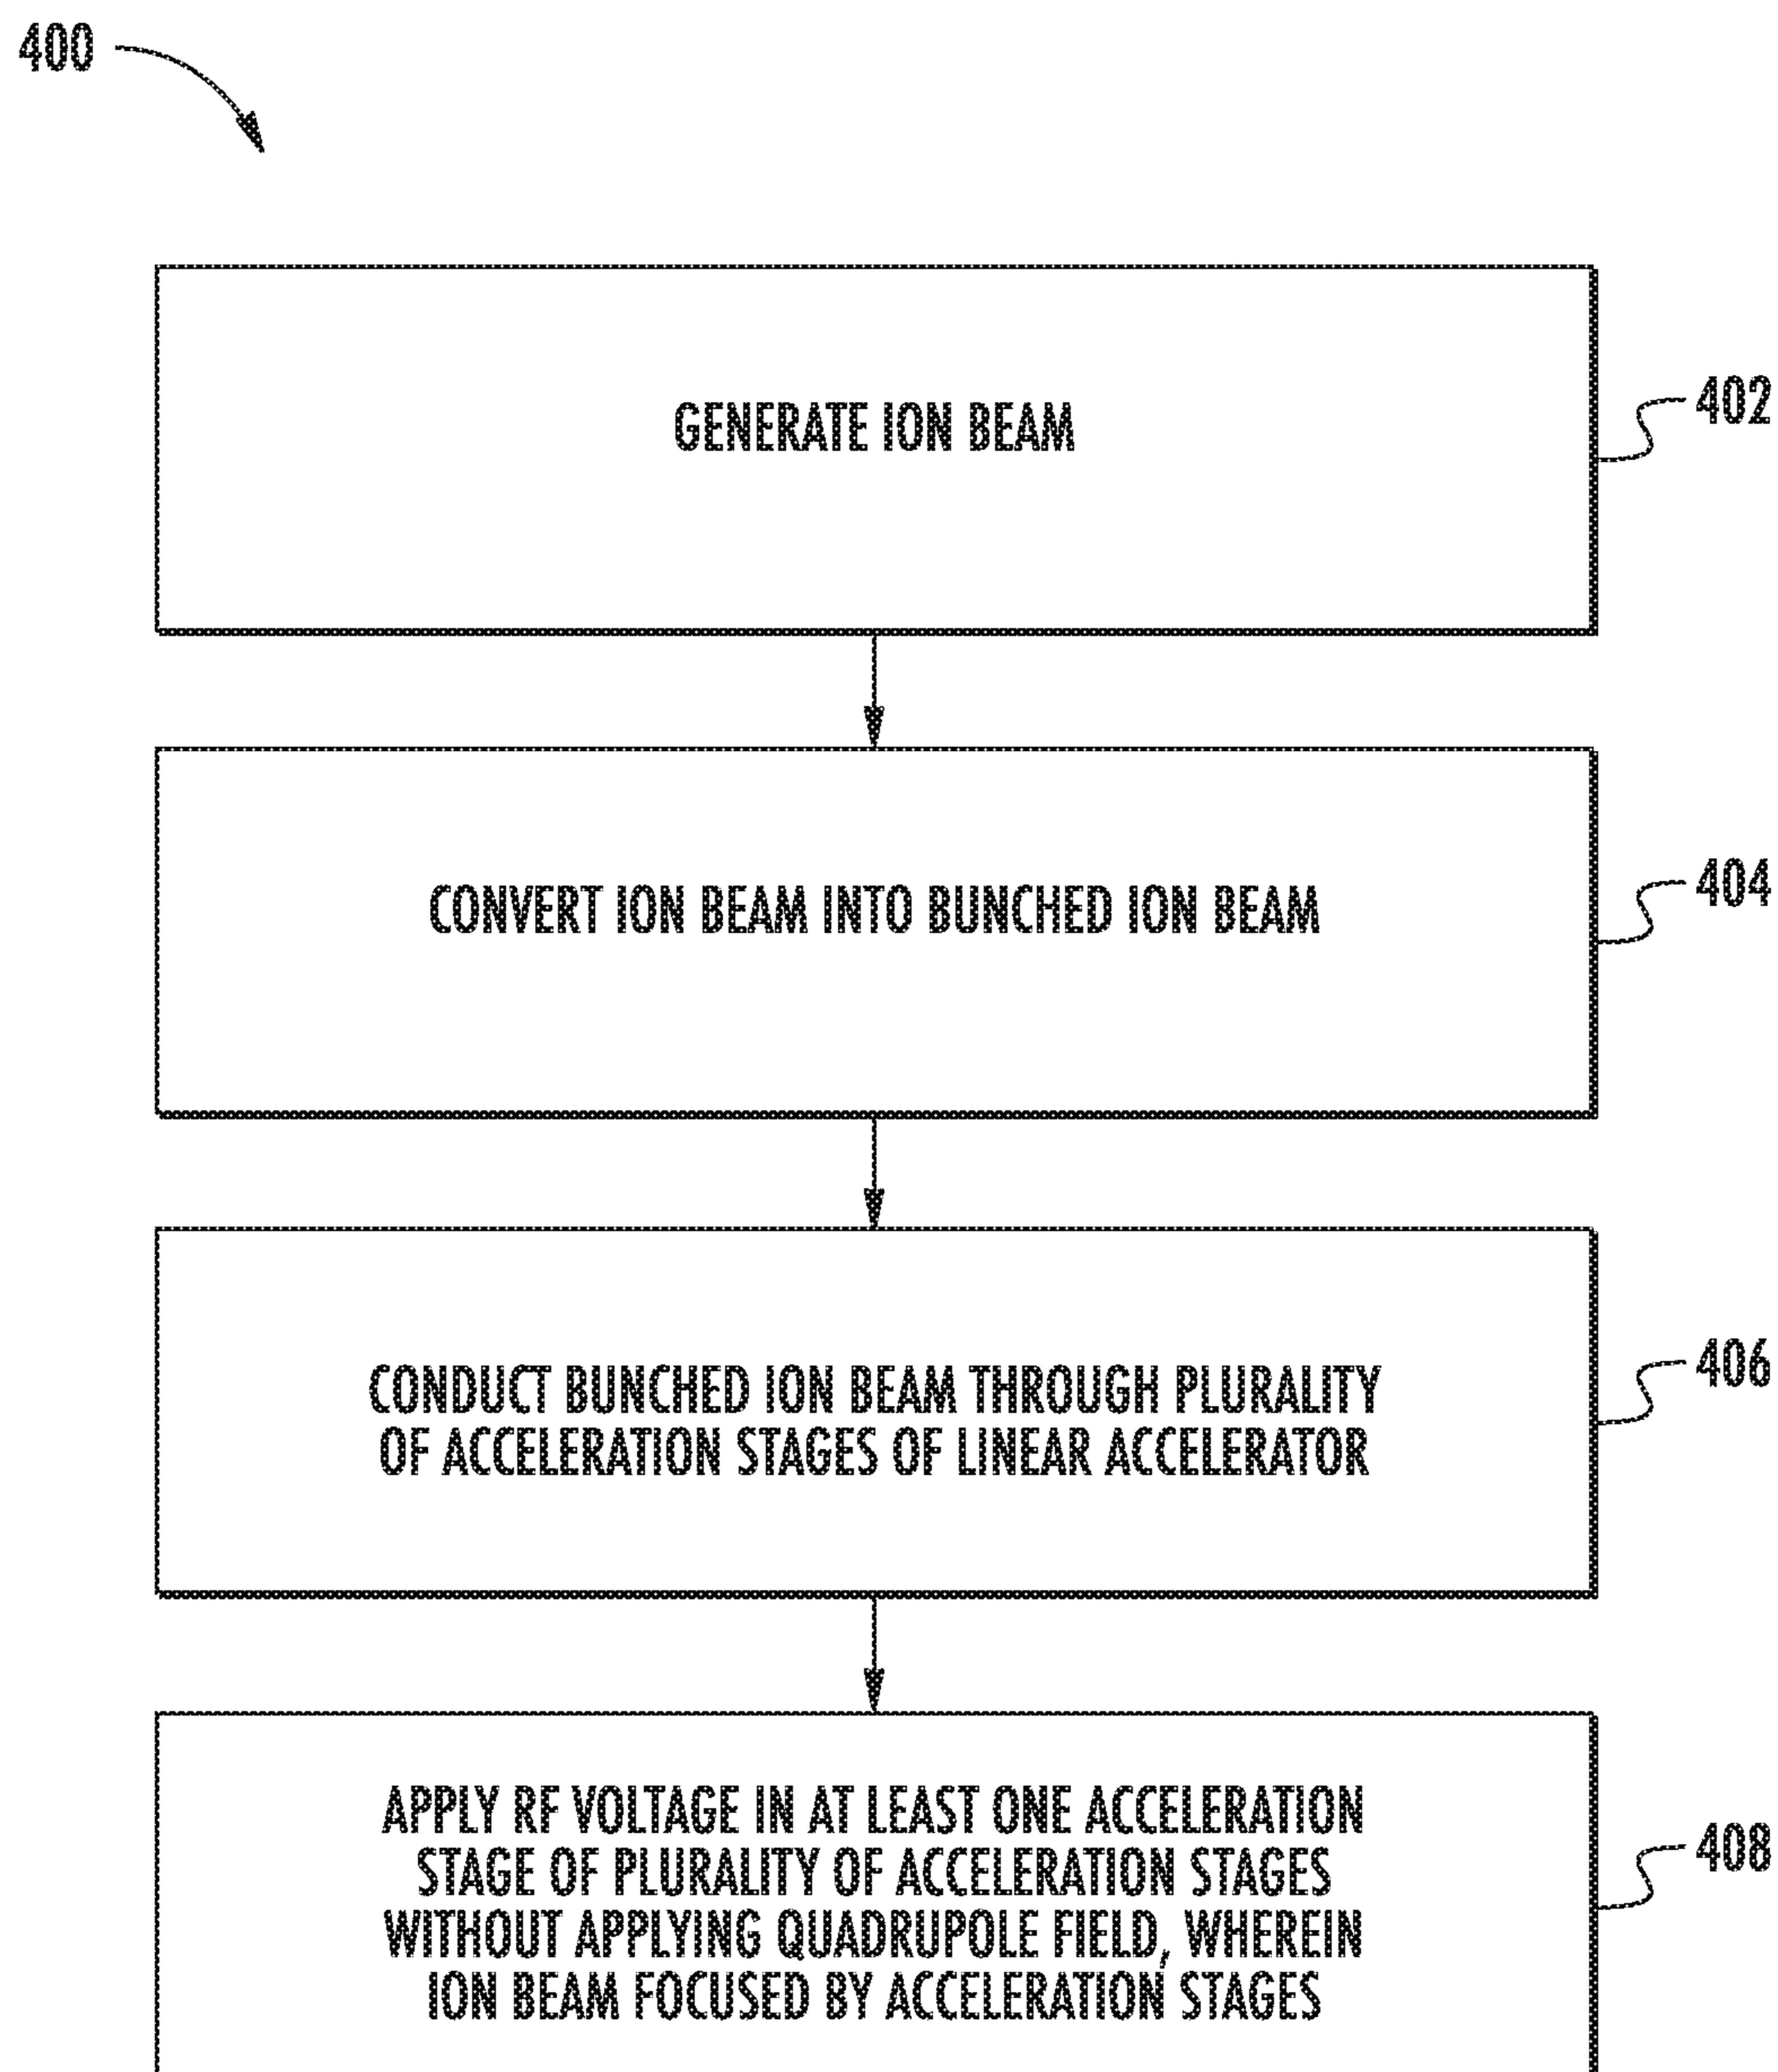 400
GENERATE ION BEAM
402
CONVERT ION BEAM INTO BUNCHED ION BEAM
404
CONDUCT BUNCHED ION BEAM THROUGH PLURALITY
OF ACCELERATION STAGES OF LINEAR ACCELERATOR
406
APPLY RF VOLTAGE IN AT LEAST ONE ACCELERATION
STAGE OF PLURALITY OF ACCELERATION STAGES
WITHOUT APPLYING QUADRUPOLE FIELD, WHEREIN
ION BEAM FOCUSED BY ACCELERATION STAGES
408